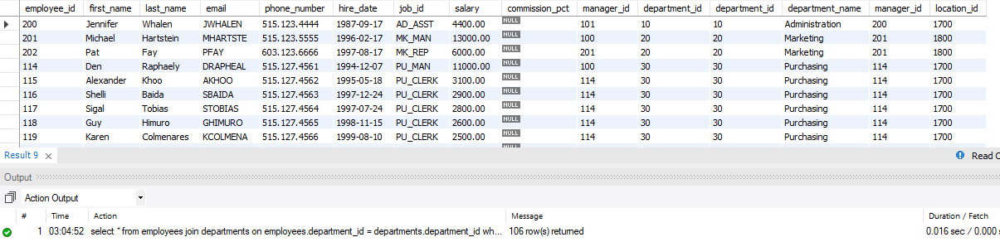 employee_id first_name last_name email phone_number hire_date job_id salary commission_pct manager_id department_id department_id department_name manager_id location_id
200 Jennifer Whalen JWHALEN 515.123.4444 1987-09-17 AD_ASST 4400.00 NULL 101 10 10 Administration 200 1700
201 Michael Hartstein MHARTSTE 515.123.5555 1996-02-17 MK_MAN 13000.00 NULL 100 20 20 Marketing 201 1800
202 Pat Fay PFAY 603.123.6666 1997-08-17 MK_REP 6000.00 NULL 201 20 20 Marketing 201 1800
114 Den Raphaely DRAPHEAL 515.127.4561 1994-12-07 PU_MAN 11000.00 NULL 100 30 30 Purchasing 114 1700
115 Alexander Khoo AKHOO 515.127.4562 1995-05-18 PU_CLERK 3100.00 NULL 114 30 30 Purchasing 114 1700
116 Shelli Baida SBAIDA 515.127.4563 1997-12-24 PU_CLERK 2900.00 NULL 114 30 30 Purchasing 114 1700
117 Sigal Tobias STOBIAS 515.127.4564 1997-07-24 PU_CLERK 2800.00 NULL 114 30 30 Purchasing 114 1700
118 Guy Himuro GHIMURO 515.127.4565 1998-11-15 PU_CLERK 2600.00 NULL 114 30 30 Purchasing 114 1700
119 Karen Colmenares KCOLMENA 515.127.4566 1999-08-10 PU_CLERK 2500.00 NULL 114 30 30 Purchasing 114 1700
NULL
Result 9 Read
Output
Action Output
# Time Action Message Duration / Fetch
1 03:04:52 select * from employees join departments on employees.department_id = departments.department_id wh... 106 row(s) returned 0.016 sec / 0.000